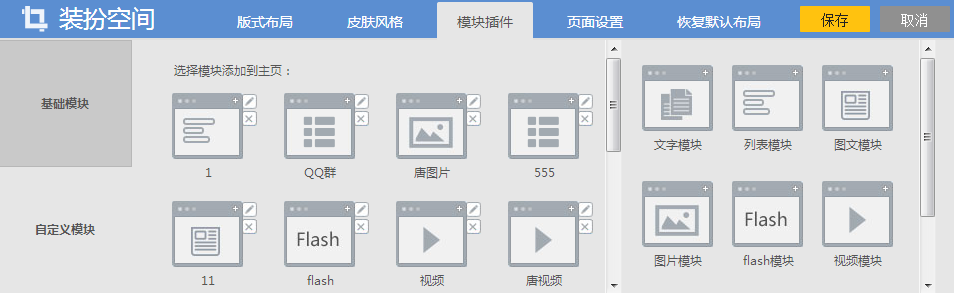 装扮空间 版式布局 皮肤风格 模块插件 页面设置 恢复默认布局 保存 取消
基础模块
自定义模块
选择模块添加到主页：
1 QQ群 唐图片 555
Flash
11 flash 视频 唐视频
文字模块 列表模块 图文模块
Flash
图片模块 flash模块 视频模块